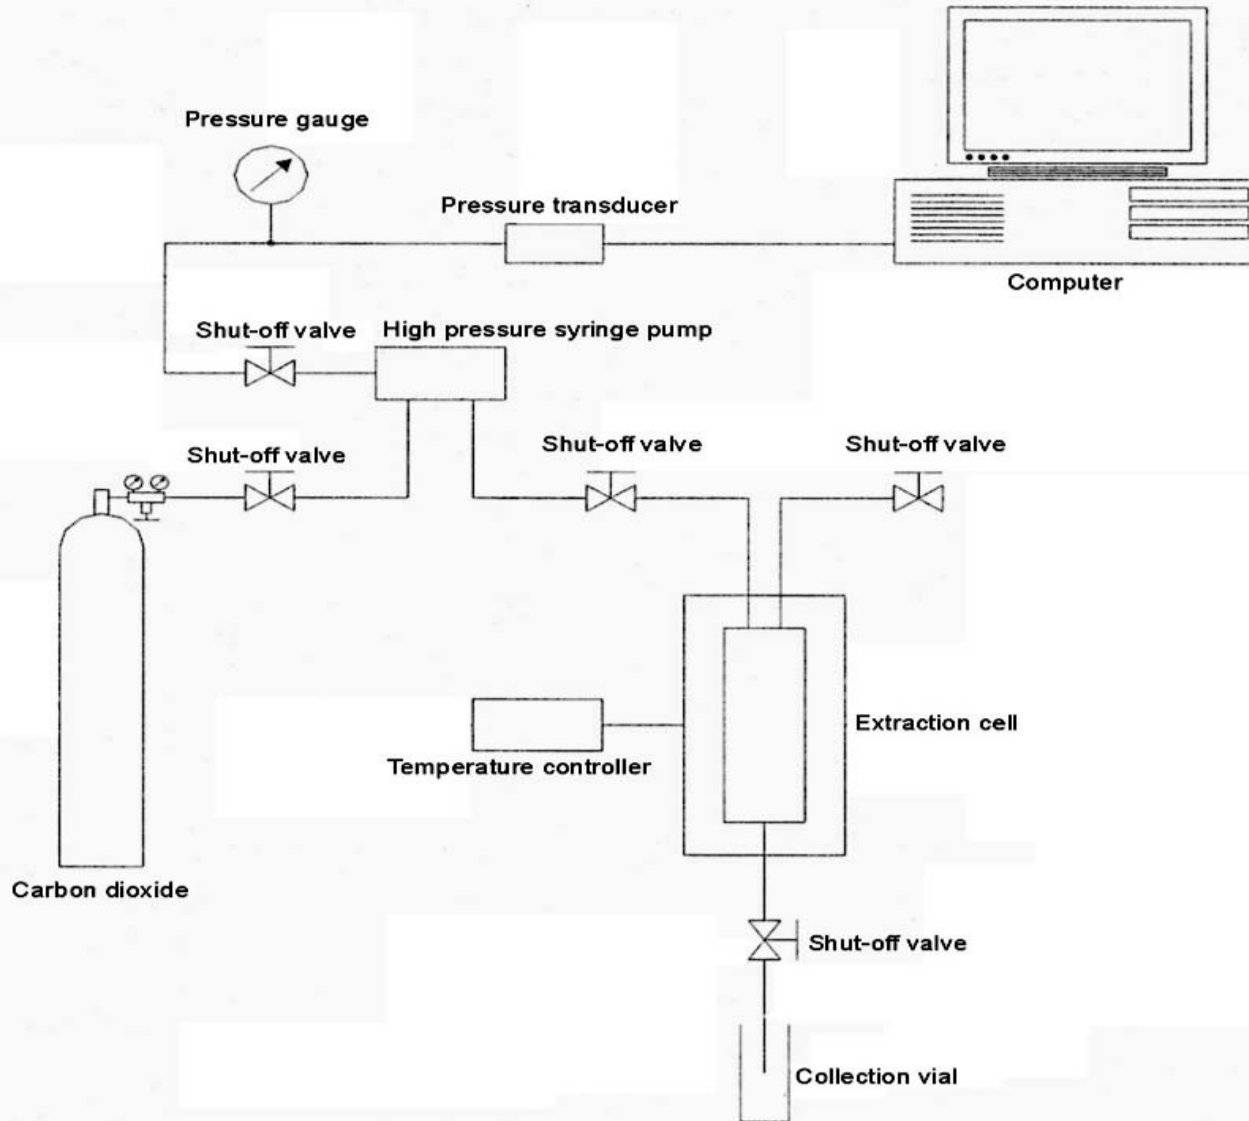 Pressure gauge
Pressure transducer
Computer
Shut-off valve
High pressure syringe pump
Shut-off valve
Shut-off valve
Shut-off valve
Extraction cell
Temperature controller
Carbon dioxide
Shut-off valve
Collection vial